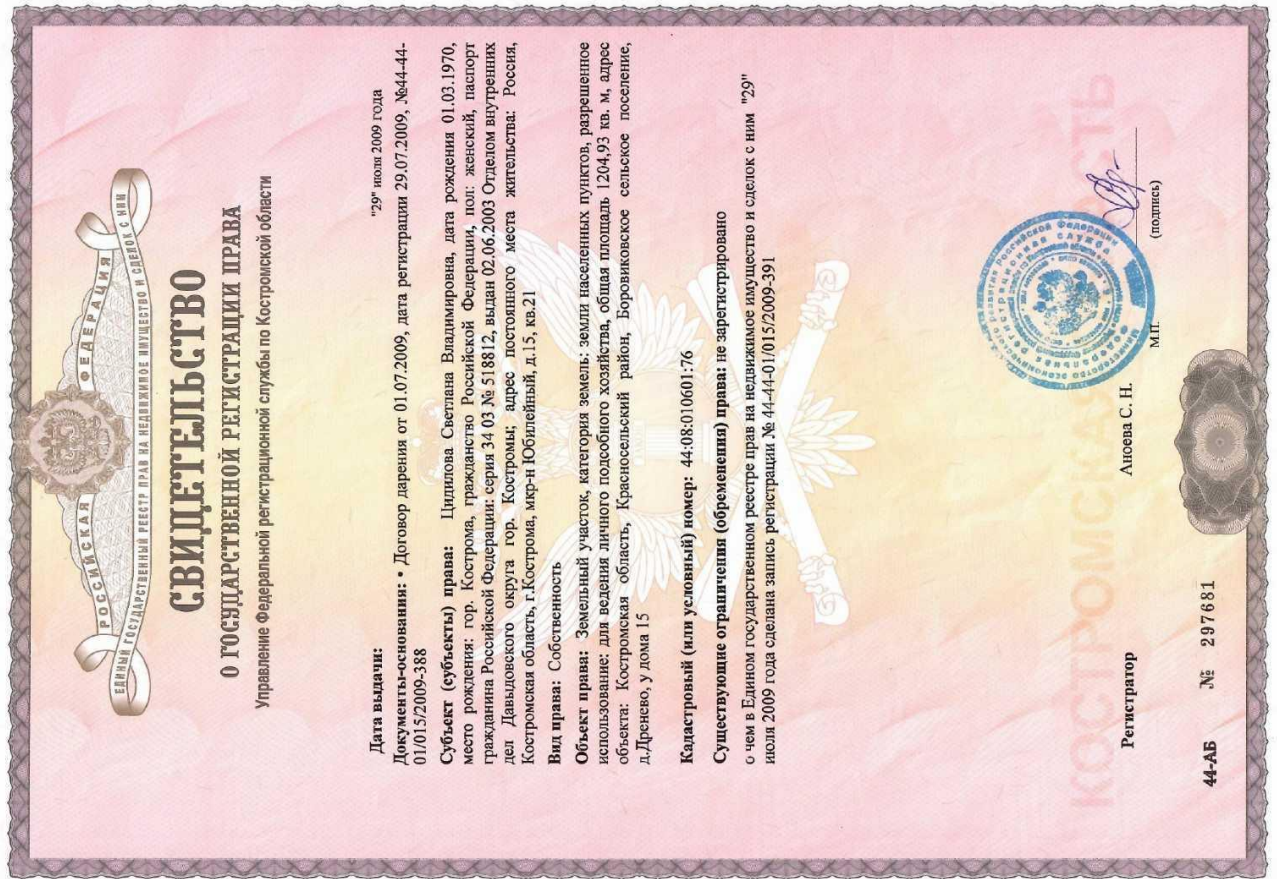 РОССИЙСКАЯ ФЕДЕРАЦИЯ
ЕДИНЫЙ ГОСУДАРСТВЕННЫЙ РЕЕСТР ПРАВ НА НЕДВИЖИМОЕ ИМУЩЕСТВО И СДЕЛОК С НИМ
СВИДЕТЕЛЬСТВО
О ГОСУДАРСТВЕННОЙ РЕГИСТРАЦИИ ПРАВА
Управление Федеральной регистрационной службы по Костромской области
Дата выдачи: "29" июля 2009 года
Документы-основания: • Договор дарения от 01.07.2009, дата регистрации 29.07.2009, №44-44-
01/015/2009-388
Субъект (субъекты) права: Цидилова Светлана Владимировна, дата рождения 01.03.1970,
место рождения: гор. Кострома, гражданство Российской Федерации, пол: женский, паспорт
гражданина Российской Федерации: серия 34 03 № 518812, выдан 02.06.2003 Отделом внутренних
дел Давыдовского округа гор. Костромы; адрес постоянного места жительства: Россия,
Костромская область, г.Кострома, мкр-н Юбилейный, д.15, кв.21
Вид права: Собственность
Объект права: Земельный участок, категория земель: земли населенных пунктов, разрешенное
использование: для ведения личного подсобного хозяйства, общая площадь 1204,93 кв. м, адрес
объекта: Костромская область, Красносельский район, Боровиковское сельское поселение,
д.Дренево, у дома 15
Кадастровый (или условный) номер: 44:08:010601:76
Существующие ограничения (обременения) права: не зарегистрировано
о чем в Едином государственном реестре прав на недвижимое имущество и сделок с ним "29"
июля 2009 года сделана запись регистрации № 44-44-01/015/2009-391
КОСТРОМСКАЯ ОБЛАСТЬ
Регистратор Аноева С. Н.
М.П. (подпись)
44-АБ № 297681